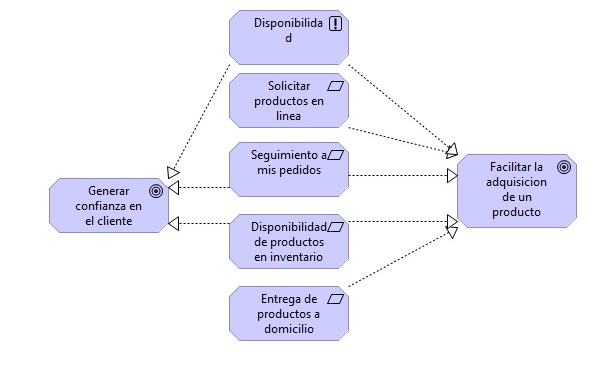 Disponibilida
d
Solicitar
productos en
linea
Seguimiento a
mis pedidos
Generar
confianza en
el cliente
Facilitar la
adquisicion
de un
producto
Disponibilidad
de productos
en inventario
Entrega de
productos a
domicilio